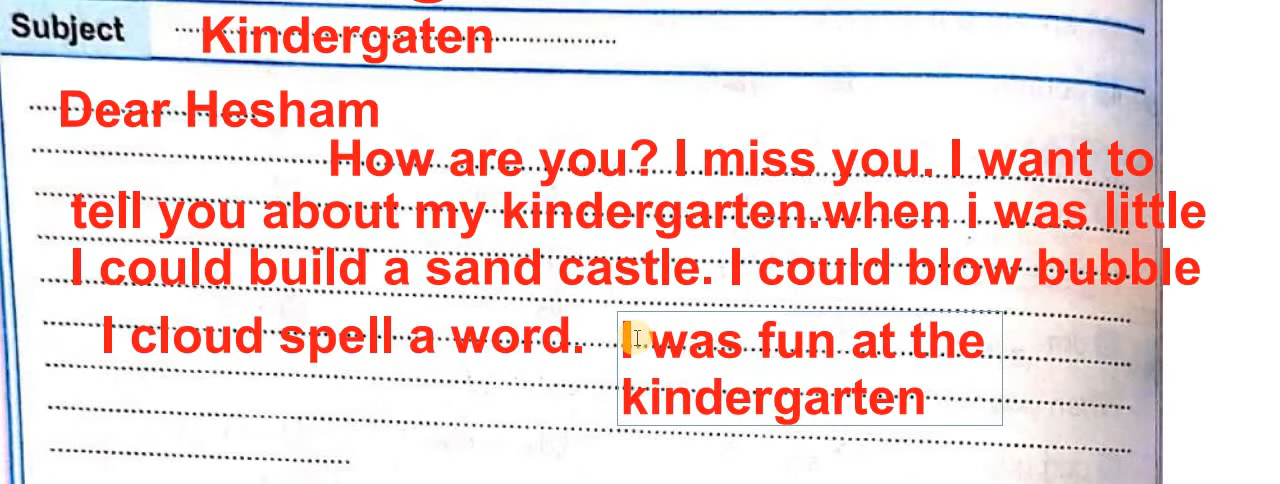 Subject Kindergaten
Dear Hesham
How are you? I miss you. I want to
tell you about my kindergarten.when i was little
I could build a sand castle. I could blow bubble
I cloud spell a word. I was fun at the
kindergarten